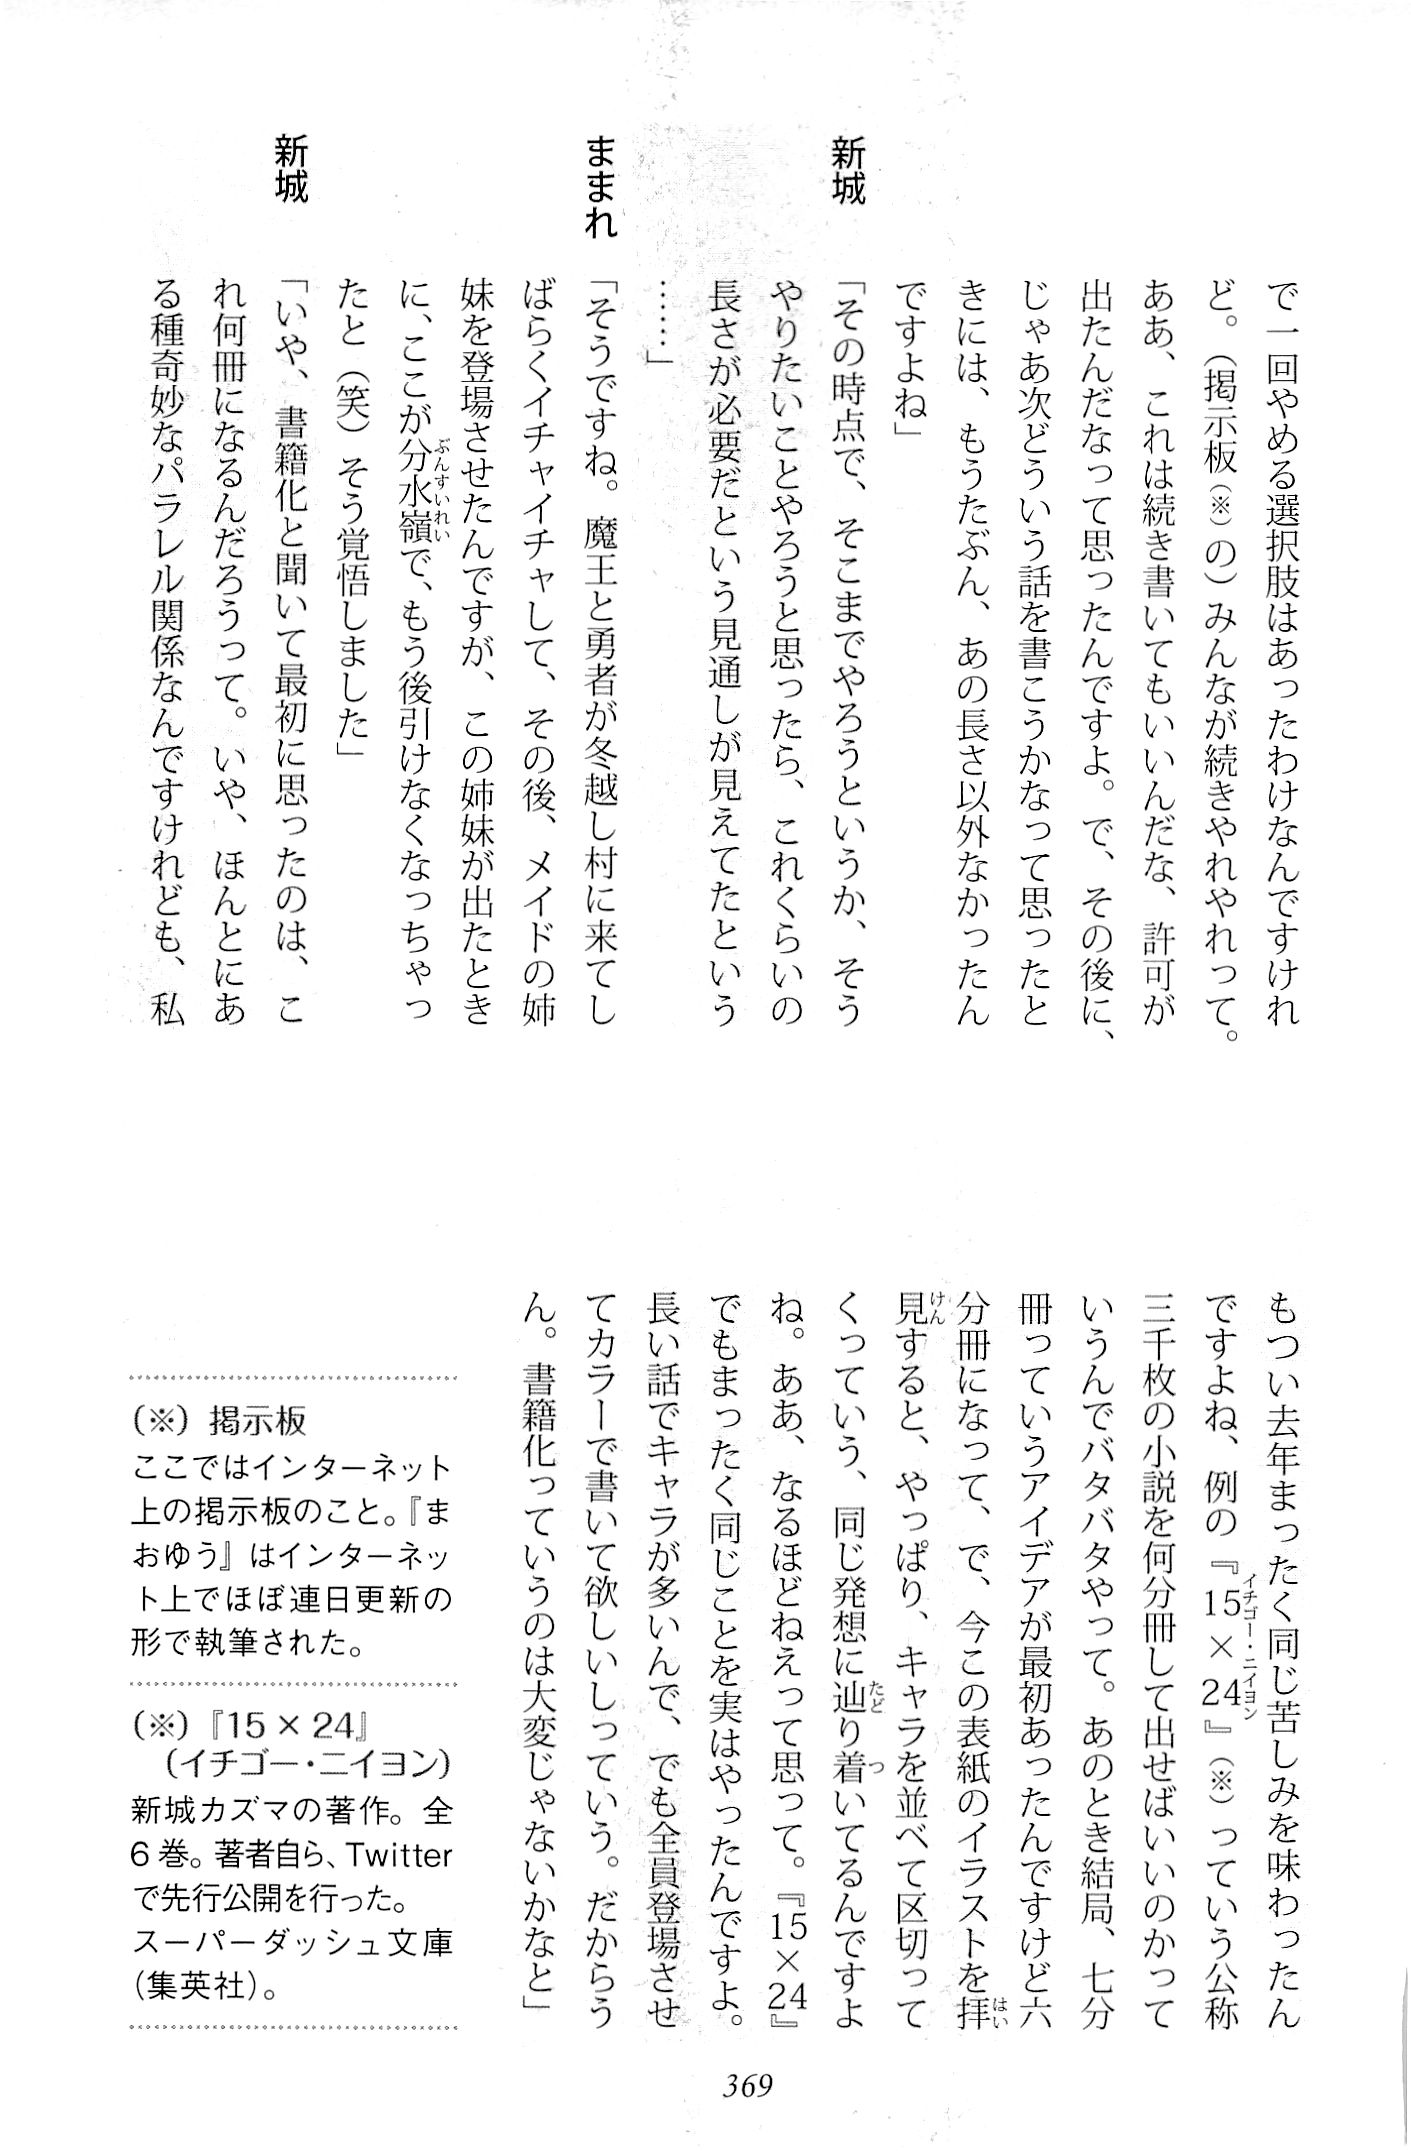 で一回やめる選択肢はあったわけなんですけれ
ど。（掲示板（※）の）みんなが続きやれやれって。
ああ、これは続き書いてもいいんだな、許可が
出たんだなって思ったんですよ。で、その後に、
じゃあ次どういう話を書こうかなって思ったと
きには、もうたぶん、あの長さ以外なかったん
ですよね」
新城
「その時点で、そこまでやろうというか、そう
やりたいことやろうと思ったら、これくらいの
長さが必要だという見通しが見えてたという
……」
ままれ
「そうですね。魔王と勇者が冬越し村に来てし
ばらくイチャイチャして、その後、メイドの姉
妹を登場させたんですが、この姉妹が出たとき
に、ここが分水嶺で、もう後引けなくなっちゃっ
ぶんすいれい
たと（笑）そう覚悟しました」
新城
「いや、書籍化と聞いて最初に思ったのは、こ
れ何冊になるんだろうって。いや、ほんとにあ
る種奇妙なパラレル関係なんですけれども、私
もつい去年まったく同じ苦しみを味わったん
ですよね、例の『15×24』（※）っていう公称
イチゴー・ニイヨン
三千枚の小説を何分冊して出せばいいのかって
いうんでバタバタやって。あのとき結局、七分
冊っていうアイデアが最初あったんですけど六
分冊になって、で、今この表紙のイラストを拝
はい
見すると、やっぱり、キャラを並べて区切って
けん
くっていう、同じ発想に辿り着いてるんですよ
たど
つ
ね。ああ、なるほどねえって思って。『15×24』
でもまったく同じことを実はやったんですよ。
長い話でキャラが多いんで、でも全員登場させ
てカラーで書いて欲しいしっていう。だからう
ん。書籍化っていうのは大変じゃないかなと」
（※）掲示板
ここではインターネット
上の掲示板のこと。『ま
おゆう』はインターネッ
ト上でほぼ連日更新の
形で執筆された。
（※）『15×24』
（イチゴー・ニイヨン）
新城カズマの著作。全
6巻。著者自ら、Twitter
で先行公開を行った。
スーパーダッシュ文庫
（集英社）。
369